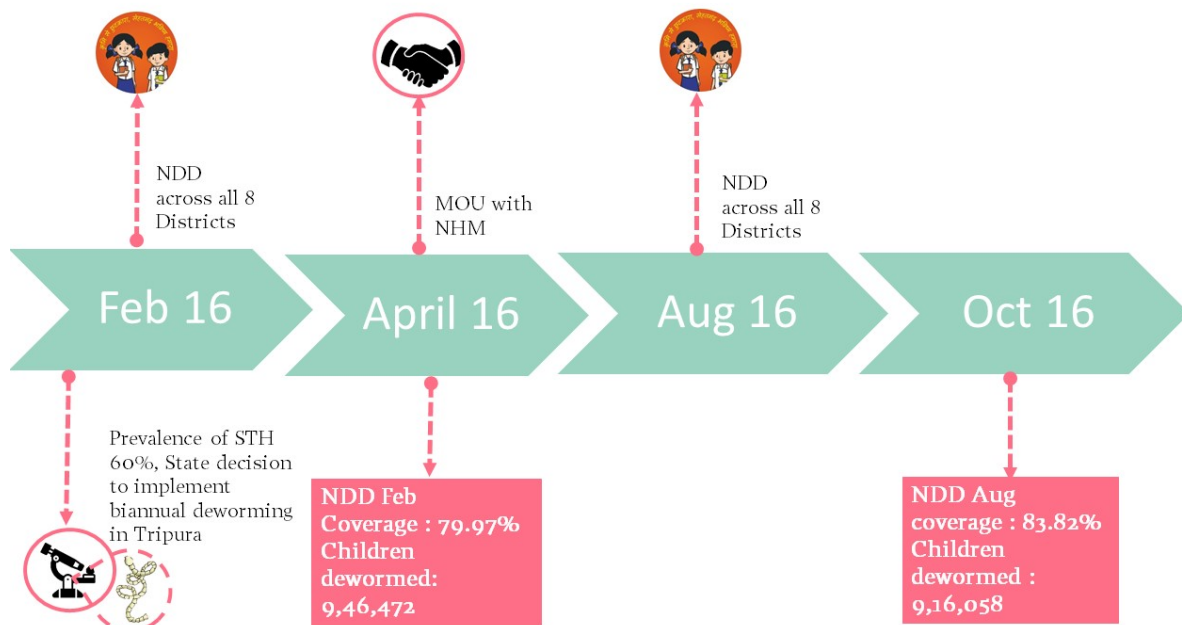 NDD
across all 8
Districts
MOU with
NHM
NDD
across all 8
Districts
Feb 16
April 16
Aug 16
Oct 16
Prevalence of STH
60%, State decision
to implement
biannual deworming
in Tripura
NDD Feb
Coverage : 79.97%
Children
dewormed:
9,46,472
NDD Aug
coverage : 83.82%
Children
dewormed :
9,16,058